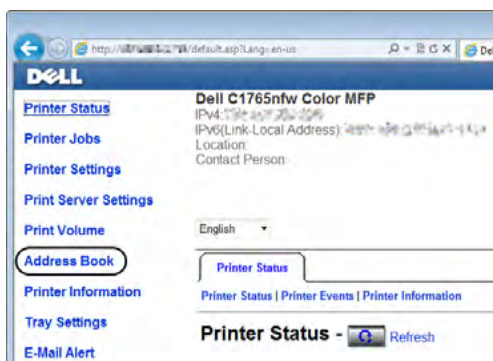 http:// /default.asp?Lang=en-us
De
DELL
Printer Status
Printer Jobs
Printer Settings
Print Server Settings
Print Volume
Address Book
Printer Information
Tray Settings
E-Mail Alert
Dell C1765nfw Color MFP
IPv4:
IPv6(Link-Local Address):
Location:
Contact Person:
English
Printer Status
Printer Status | Printer Events | Printer Information
Printer Status - Refresh